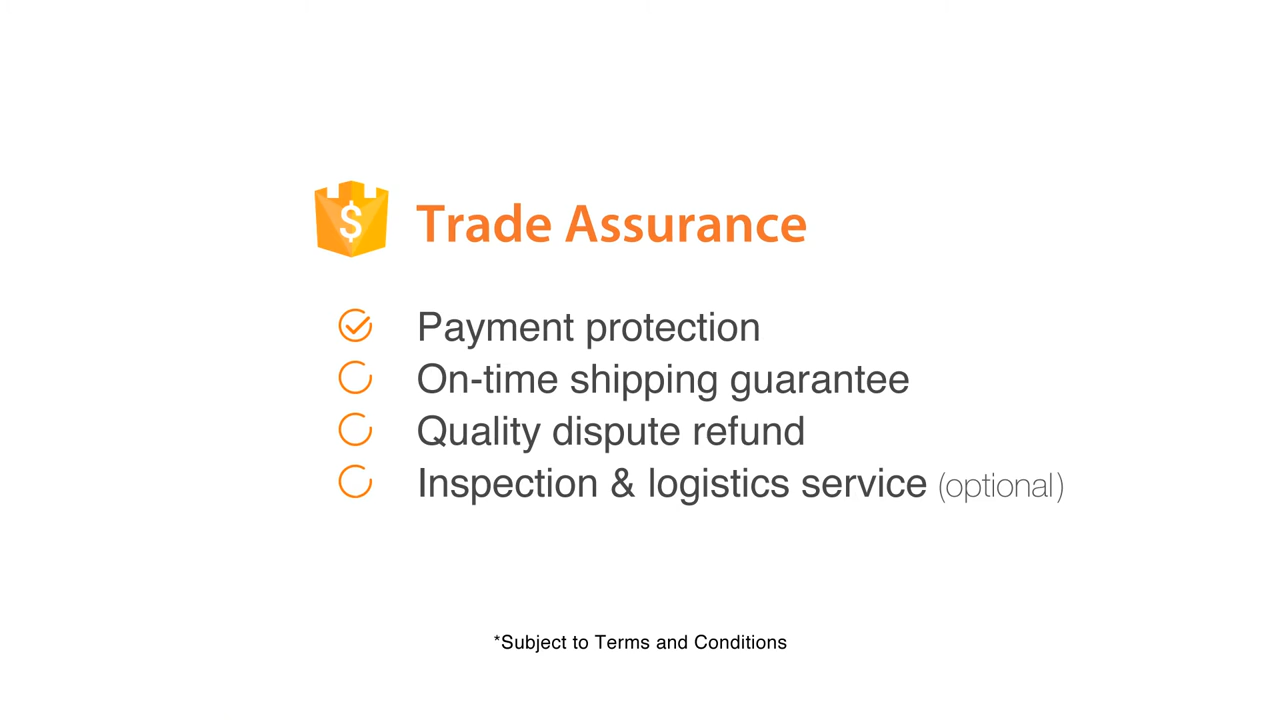 $
Trade Assurance
Payment protection
On-time shipping guarantee
Quality dispute refund
Inspection & logistics service (optional)
*Subject to Terms and Conditions